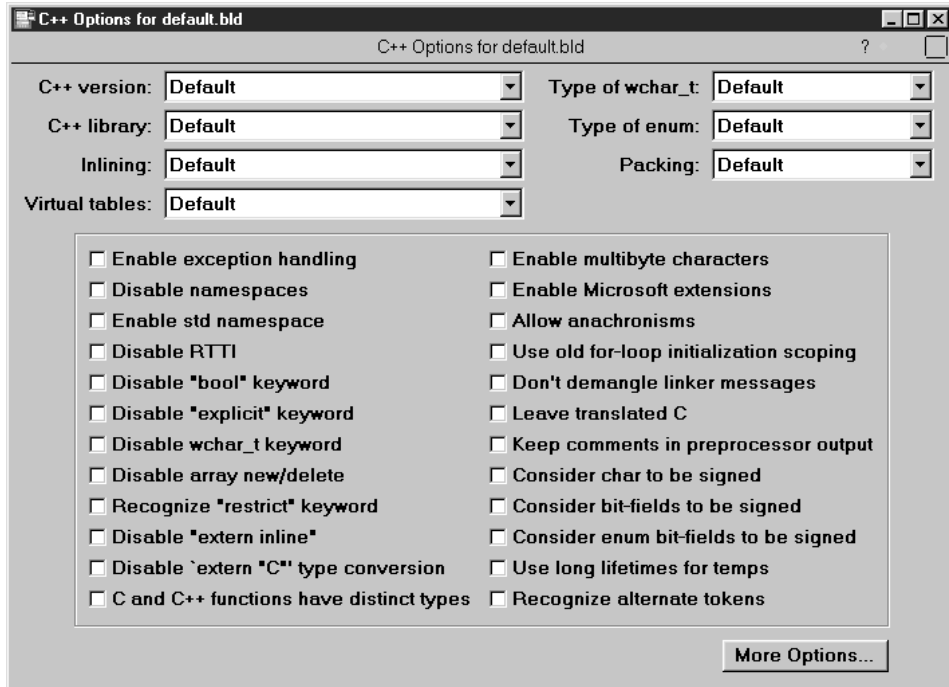 C++ Options for default.bld
C++ Options for default.bld ?
C++ version: Default
Type of wchar_t: Default
C++ library: Default
Type of enum: Default
Inlining: Default
Packing: Default
Virtual tables: Default
Enable exception handling
Disable namespaces
Enable std namespace
Disable RTTI
Disable "bool" keyword
Disable "explicit" keyword
Disable wchar_t keyword
Disable array new/delete
Recognize "restrict" keyword
Disable "extern inline"
Disable `extern "C"' type conversion
C and C++ functions have distinct types
Enable multibyte characters
Enable Microsoft extensions
Allow anachronisms
Use old for-loop initialization scoping
Don't demangle linker messages
Leave translated C
Keep comments in preprocessor output
Consider char to be signed
Consider bit-fields to be signed
Consider enum bit-fields to be signed
Use long lifetimes for temps
Recognize alternate tokens
More Options...